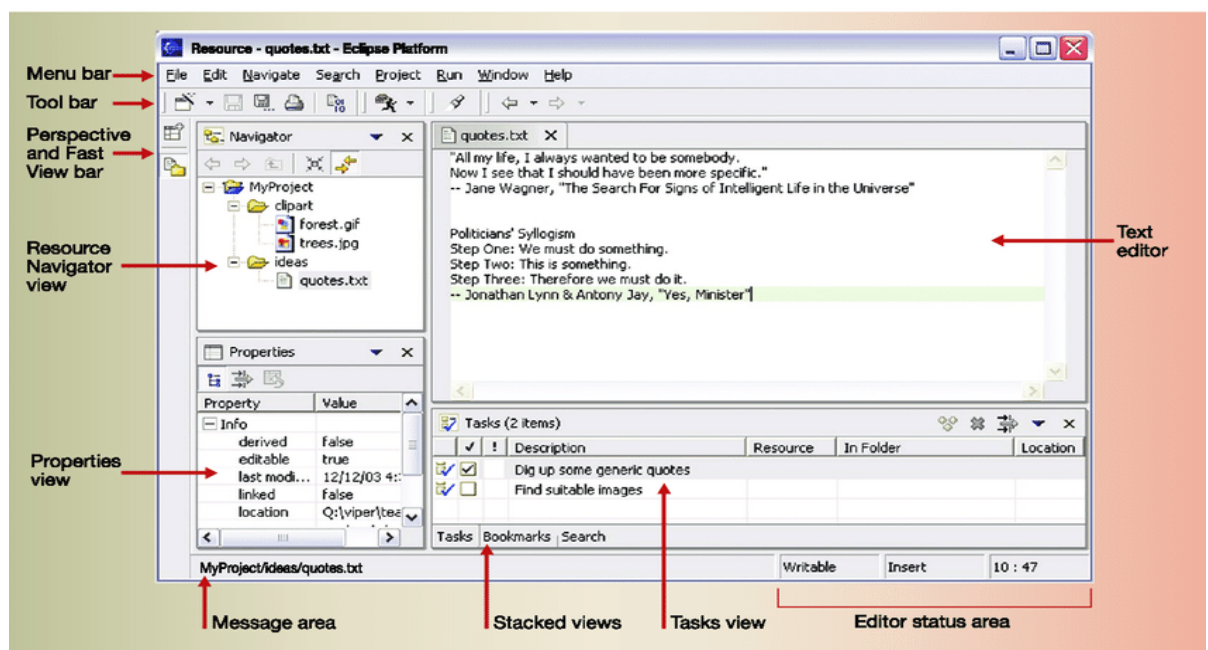 Resource - quotes.txt - Eclipse Platform
Menu bar
File Edit Navigate Search Project Run Window Help
Tool bar
Perspective
and Fast
View bar
Navigator
MyProject
clipart
forest.gif
trees.jpg
ideas
quotes.txt
Resource
Navigator
view
quotes.txt
"All my life, I always wanted to be somebody.
Now I see that I should have been more specific."
-- Jane Wagner, "The Search For Signs of Intelligent Life in the Universe"
Politicians' Syllogism
Step One: We must do something.
Step Two: This is something.
Step Three: Therefore we must do it.
-- Jonathan Lynn & Antony Jay, "Yes, Minister"
Text
editor
Properties
Property Value
Info
derived false
editable true
last modi... 12/12/03 4:
linked false
location Q:\viper\tea
Properties
view
Tasks (2 items)
! Description Resource In Folder Location
Dig up some generic quotes
Find suitable images
Tasks Bookmarks Search
MyProject/ideas/quotes.txt Writable Insert 10 : 47
Message area Stacked views Tasks view Editor status area